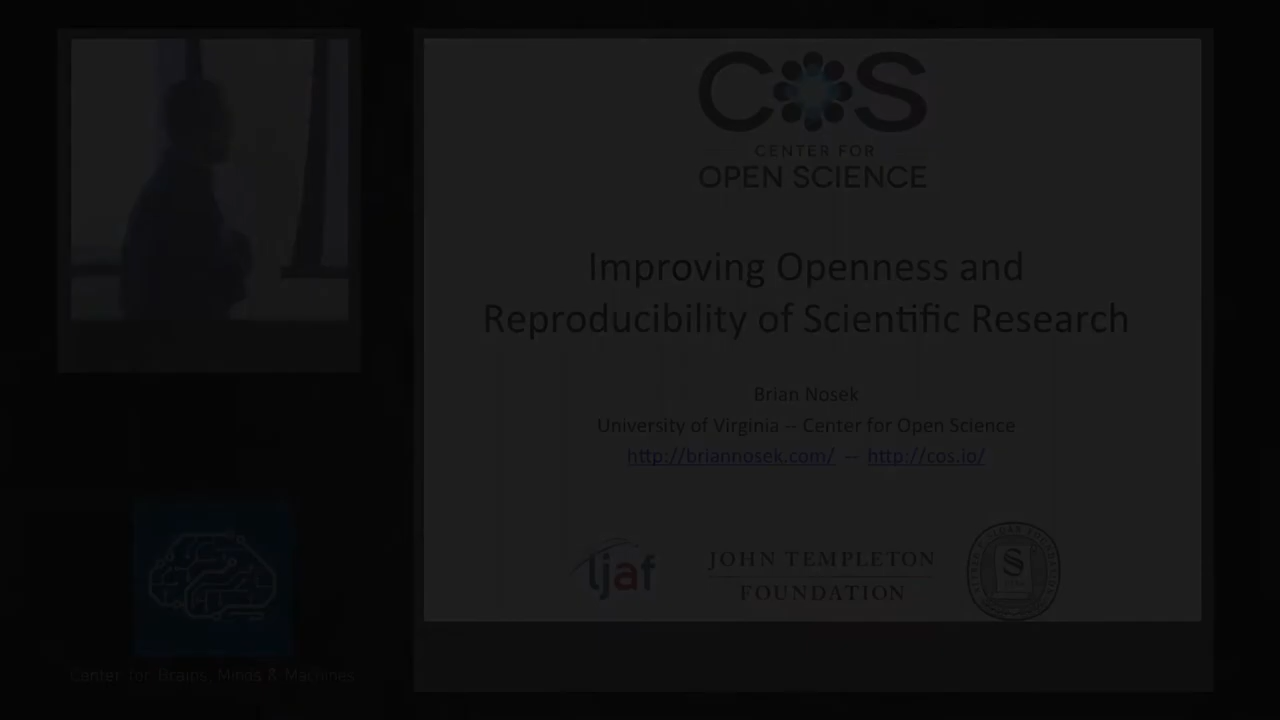 COS
CENTER FOR
OPEN SCIENCE
Improving Openness and
Reproducibility of Scientific Research
Brian Nosek
University of Virginia -- Center for Open Science
http://briannosek.com/ -- http://cos.io/
ljaf
JOHN TEMPLETON
FOUNDATION
S
Center for Brains, Minds & Machines